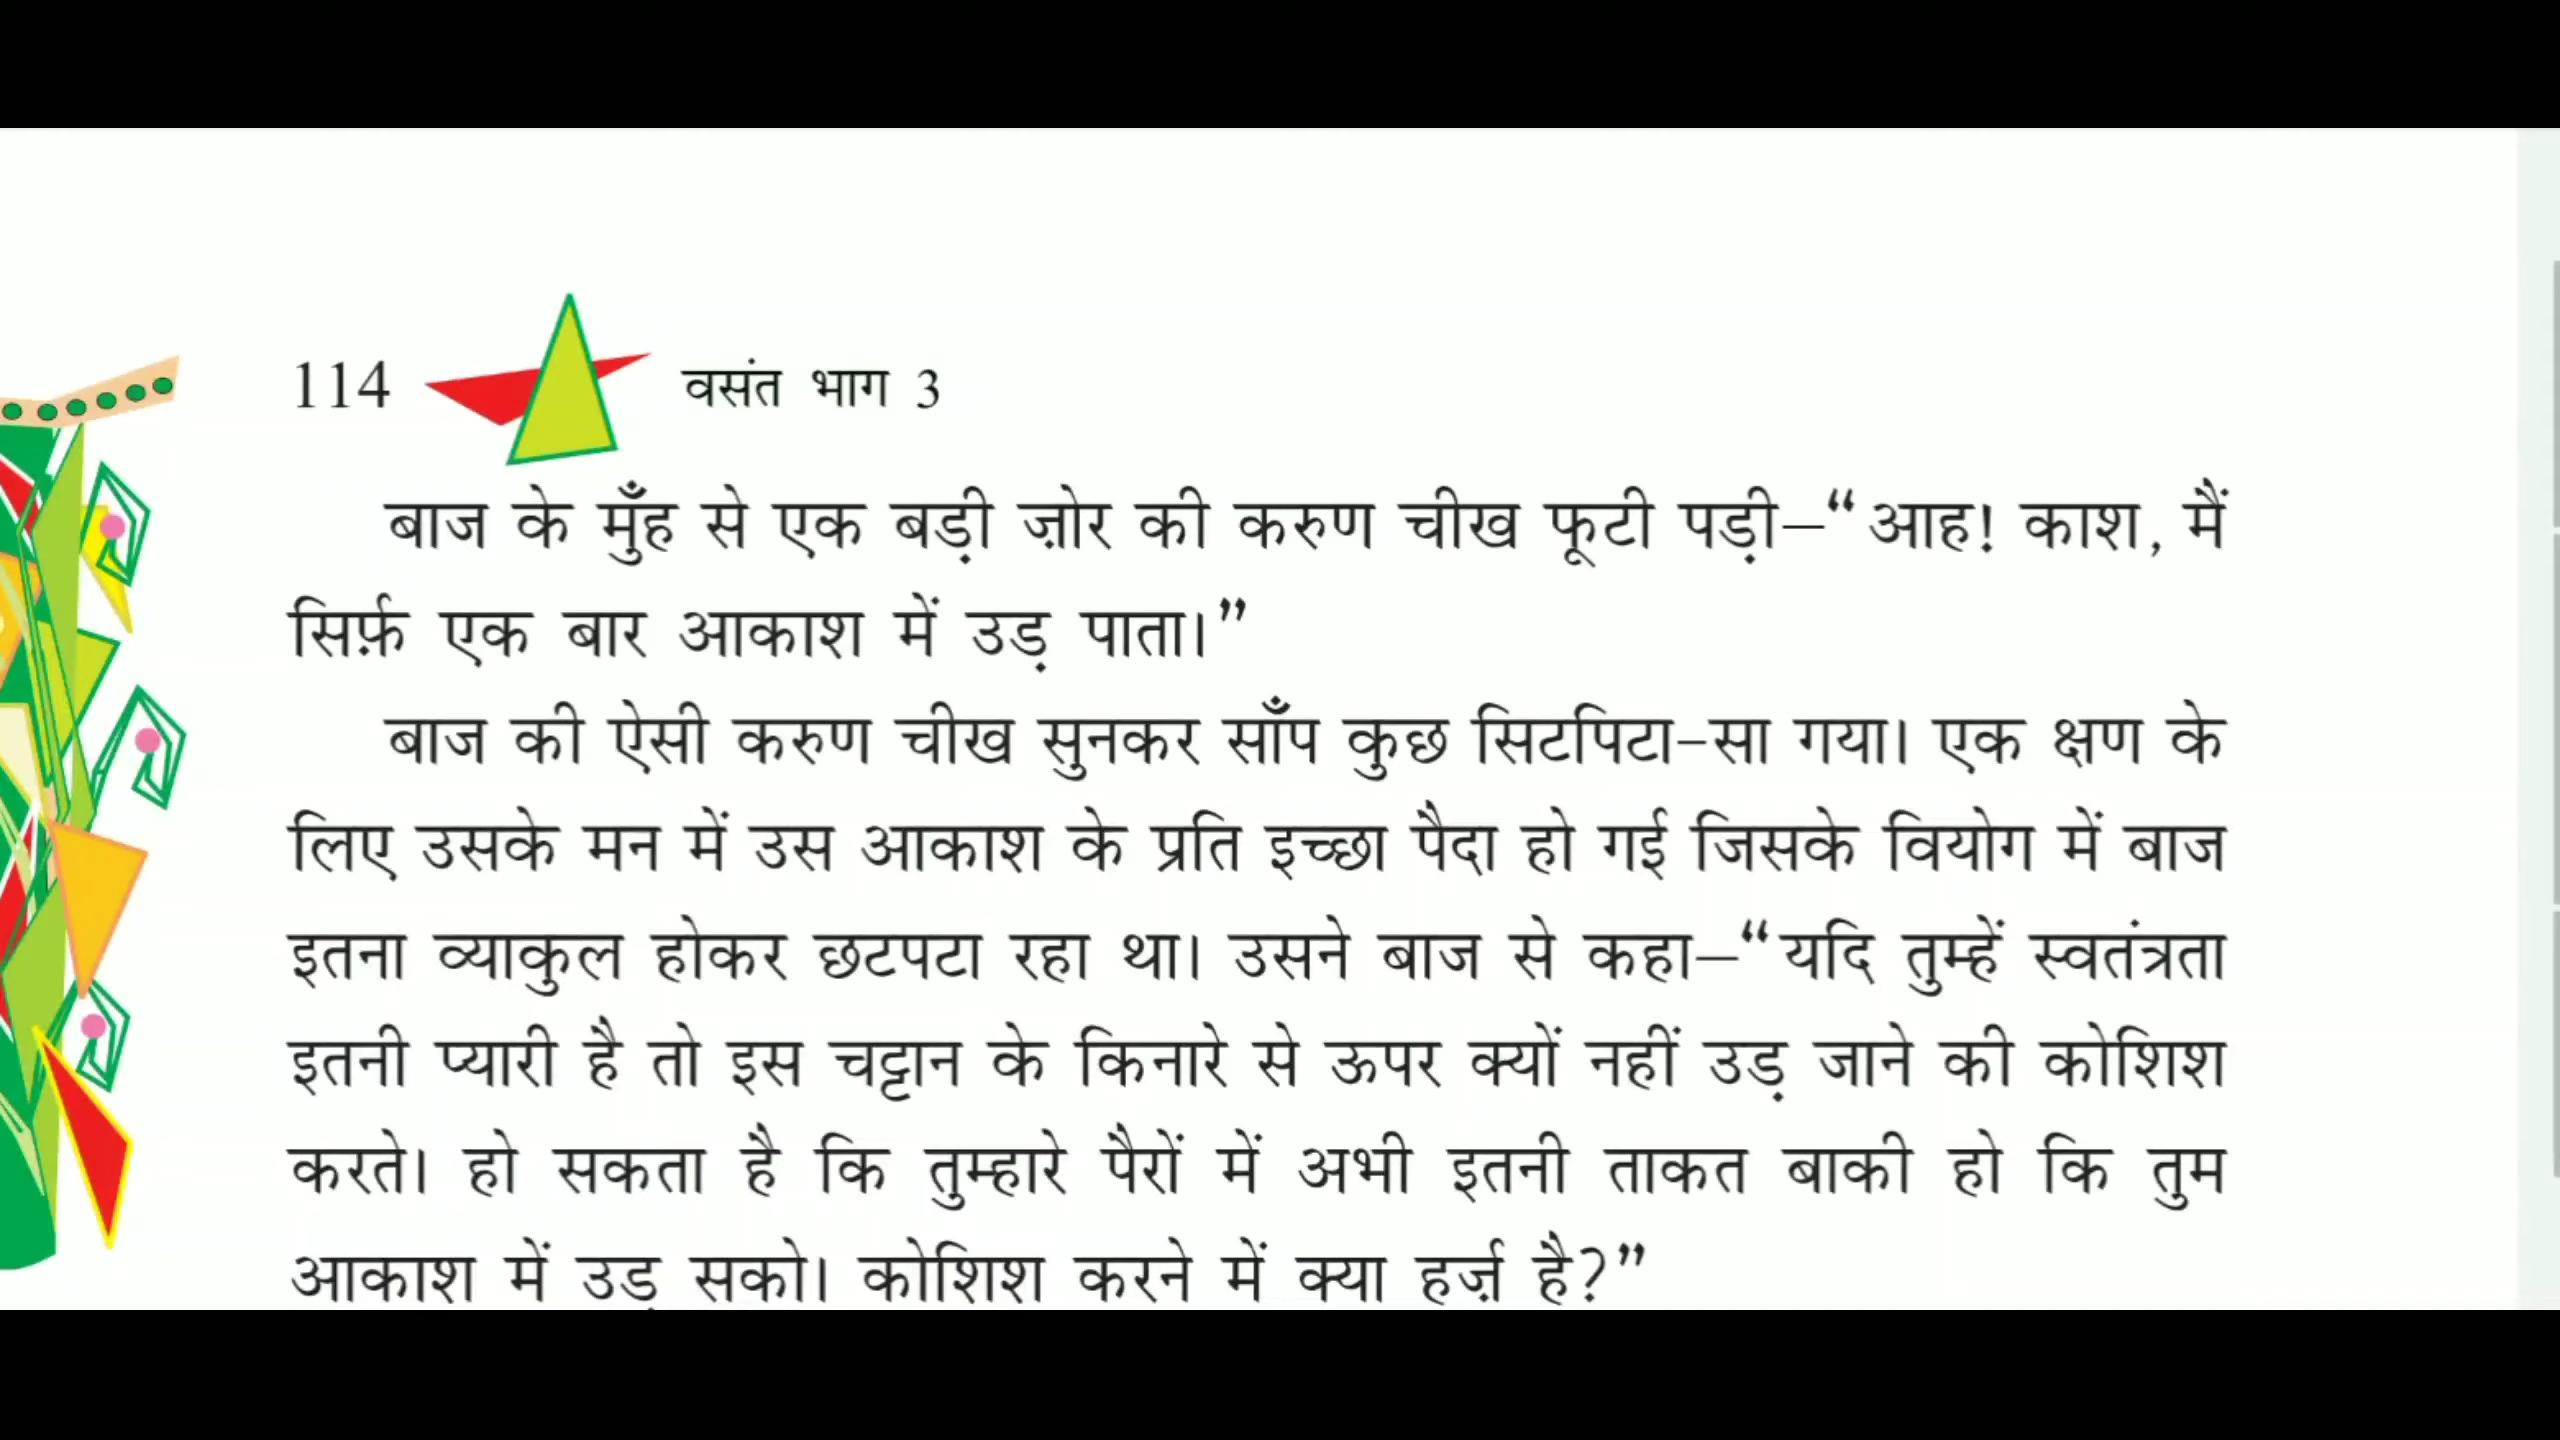 114 वसंत भाग 3
बाज के मुँह से एक बड़ी ज़ोर की करुण चीख फूटी पड़ी—“आह! काश, मैं
सिर्फ़ एक बार आकाश में उड़ पाता।”
बाज की ऐसी करुण चीख सुनकर साँप कुछ सिटपिटा-सा गया। एक क्षण के
लिए उसके मन में उस आकाश के प्रति इच्छा पैदा हो गई जिसके वियोग में बाज
इतना व्याकुल होकर छटपटा रहा था। उसने बाज से कहा—“यदि तुम्हें स्वतंत्रता
इतनी प्यारी है तो इस चट्टान के किनारे से ऊपर क्यों नहीं उड़ जाने की कोशिश
करते। हो सकता है कि तुम्हारे पैरों में अभी इतनी ताकत बाकी हो कि तुम
आकाश में उड़ सको। कोशिश करने में क्या हर्ज़ है?”